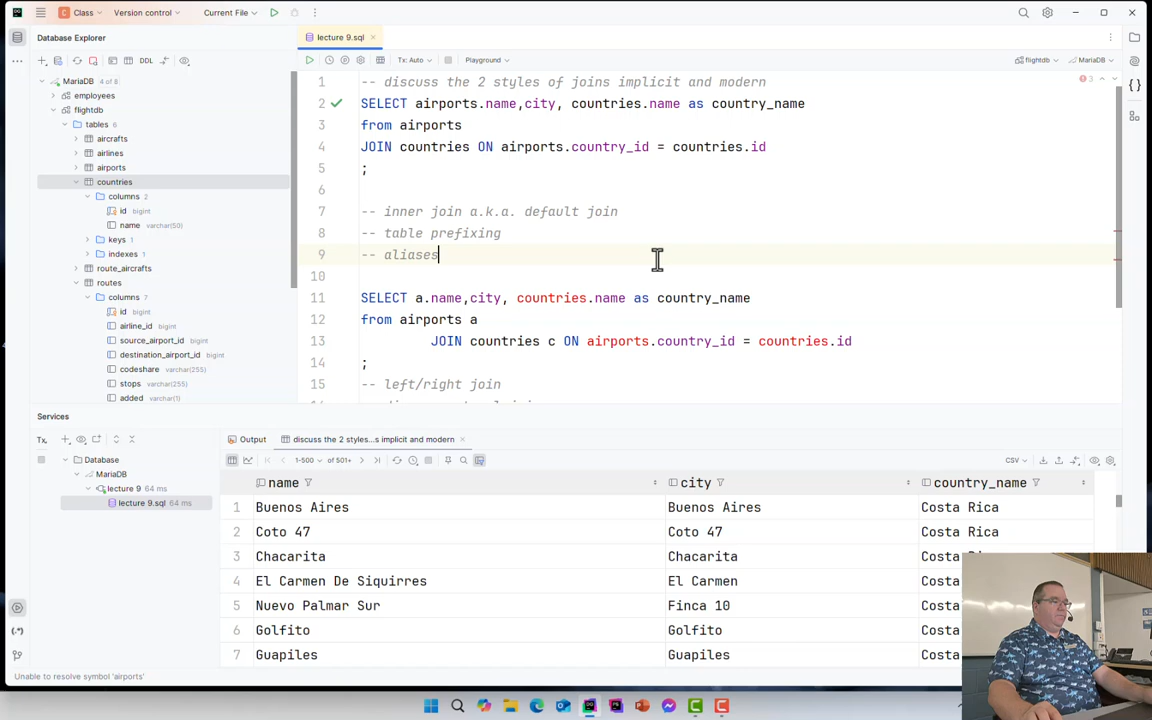 Class
Version control
Current File
Database Explorer
lecture 9.sql
DDL
Tx: Auto
Playground
flightdb
MariaDB
MariaDB 4 of 8
employees
flightdb
tables 6
aircrafts
airlines
airports
countries
columns 2
id bigint
name varchar(50)
keys 1
indexes 1
route_aircrafts
routes
columns 7
id bigint
airline_id bigint
source_airport_id bigint
destination_airport_id bigint
codeshare varchar(255)
stops varchar(255)
added varchar(1)
1 -- discuss the 2 styles of joins implicit and modern
2 SELECT airports.name,city, countries.name as country_name
3 from airports
4 JOIN countries ON airports.country_id = countries.id
5 ;
6
7 -- inner join a.k.a. default join
8 -- table prefixing
9 -- aliases
10
11 SELECT a.name,city, countries.name as country_name
12 from airports a
13 JOIN countries c ON airports.country_id = countries.id
14 ;
15 -- left/right join
3
Services
Tx
Database
MariaDB
lecture 9 64 ms
lecture 9.sql 64 ms
Output
discuss the 2 styles...s implicit and modern
1-500 of 501+
CSV
name city country_name
1 Buenos Aires Buenos Aires Costa Rica
2 Coto 47 Coto 47 Costa Rica
3 Chacarita Chacarita Costa
4 El Carmen De Siquirres El Carmen Costa
5 Nuevo Palmar Sur Finca 10 Costa
6 Golfito Golfito Costa
7 Guapiles Guapiles Costa
Unable to resolve symbol 'airports'